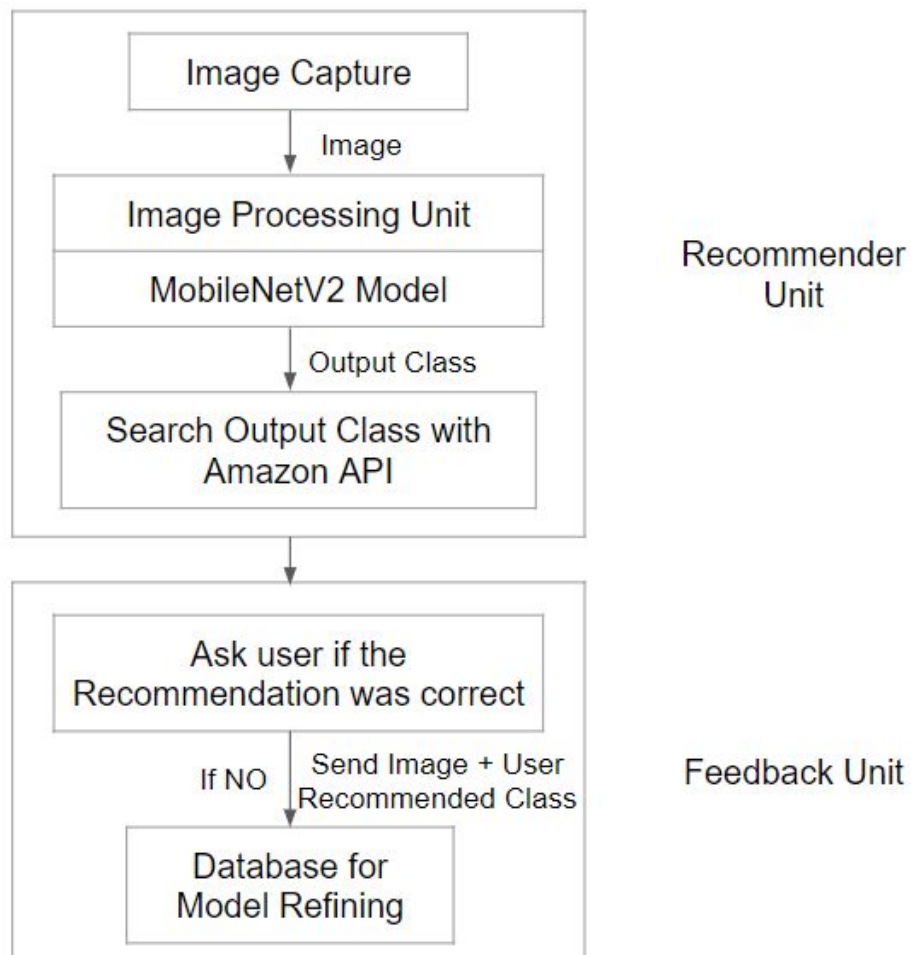 Image Capture
Image
Image Processing Unit
MobileNetV2 Model
Output Class
Search Output Class with
Amazon API
Recommender
Unit
Ask user if the
Recommendation was correct
If NO
Send Image + User
Recommended Class
Database for
Model Refining
Feedback Unit